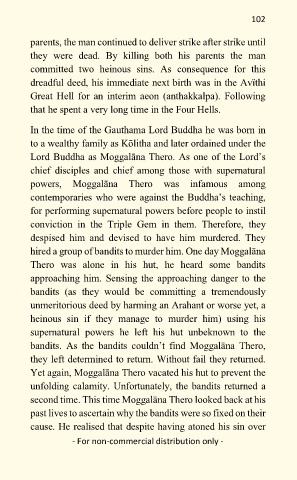 102
parents, the man continued to deliver strike after strike until
they were dead. By killing both his parents the man
committed two heinous sins. As consequence for this
dreadful deed, his immediate next birth was in the Avīthi
Great Hell for an interim aeon (anthakkalpa). Following
that he spent a very long time in the Four Hells.
In the time of the Gauthama Lord Buddha he was born in
to a wealthy family as Kōlitha and later ordained under the
Lord Buddha as Moggalāna Thero. As one of the Lord's
chief disciples and chief among those with supernatural
powers, Moggalāna Thero was infamous among
contemporaries who were against the Buddha's teaching,
for performing supernatural powers before people to instil
conviction in the Triple Gem in them. Therefore, they
despised him and devised to have him murdered. They
hired a group of bandits to murder him. One day Moggalāna
Thero was alone in his hut, he heard some bandits
approaching him. Sensing the approaching danger to the
bandits (as they would be committing a tremendously
unmeritorious deed by harming an Arahant or worse yet, a
heinous sin if they manage to murder him) using his
supernatural powers he left his hut unbeknown to the
bandits. As the bandits couldn't find Moggalāna Thero,
they left determined to return. Without fail they returned.
Yet again, Moggalāna Thero vacated his hut to prevent the
unfolding calamity. Unfortunately, the bandits returned a
second time. This time Moggalāna Thero looked back at his
past lives to ascertain why the bandits were so fixed on their
cause. He realised that despite having atoned his sin over
- For non-commercial distribution only -